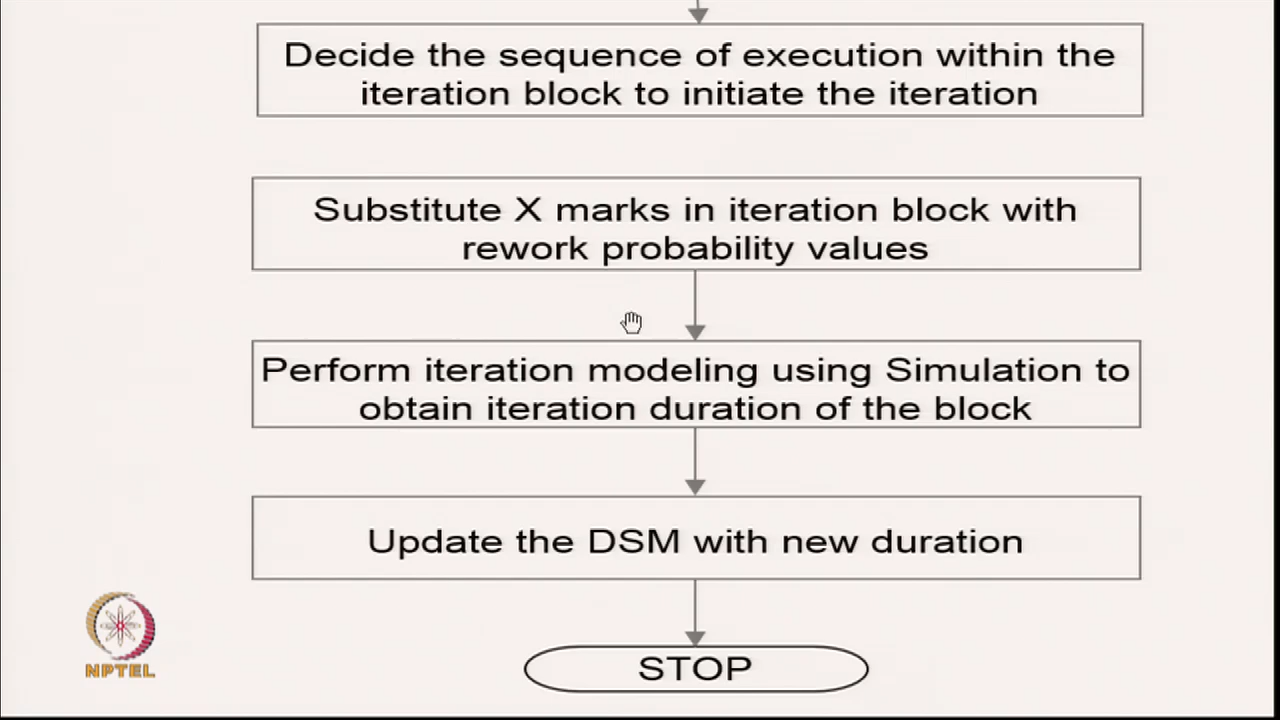 Decide the sequence of execution within the
iteration block to initiate the iteration
Substitute X marks in iteration block with
rework probability values
Perform iteration modeling using Simulation to
obtain iteration duration of the block
Update the DSM with new duration
STOP
NPTEL